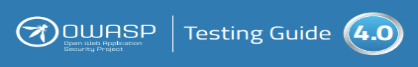 OWASP
Open Web Application
Security Project
Testing Guide 4.0